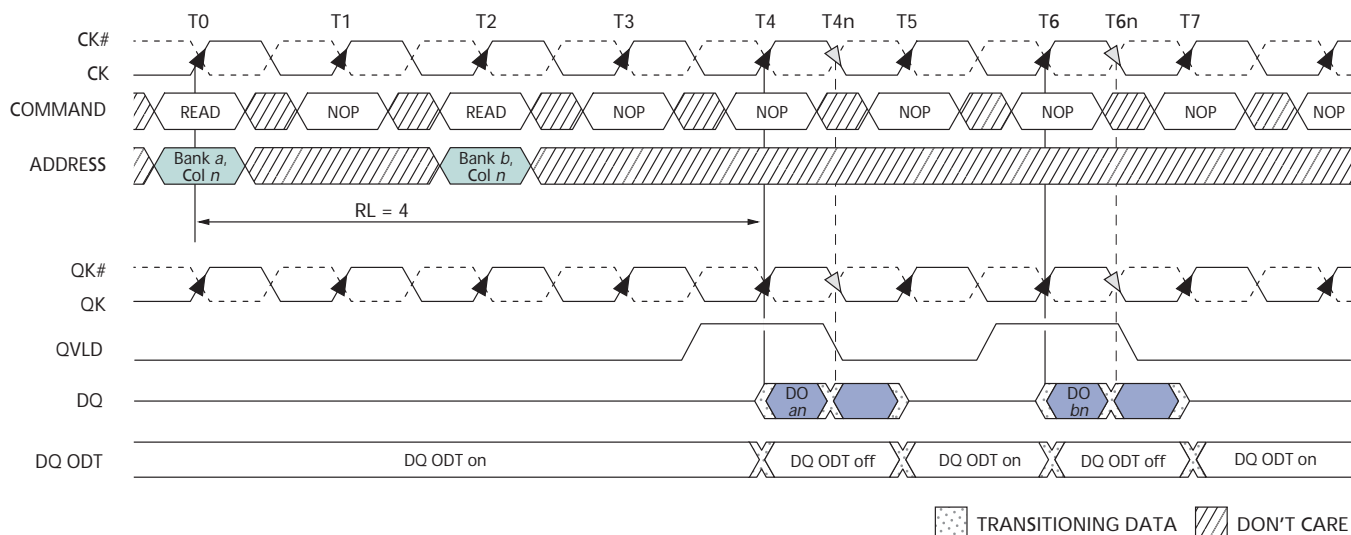 T0 T1 T2 T3 T4 T4n T5 T6 T6n T7
CK#
CK
COMMAND READ NOP READ NOP NOP NOP NOP NOP NOP
ADDRESS Bank a, Col n Bank b, Col n
RL = 4
QK#
QK
QVLD
DQ DO an DO bn
DQ ODT DQ ODT on DQ ODT off DQ ODT on DQ ODT off DQ ODT on
TRANSITIONING DATA DON'T CARE